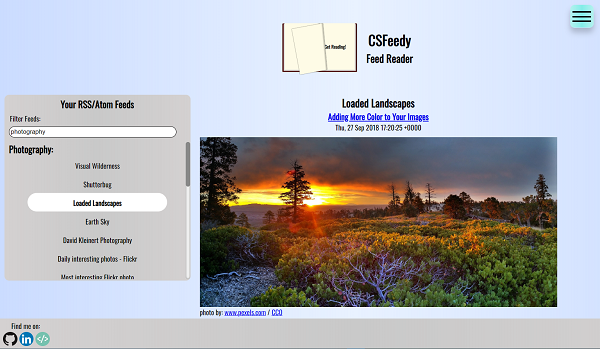 Get Reading!
CSFeedy
Feed Reader
Your RSS/Atom Feeds
Filter Feeds:
photography
Photography:
Visual Wilderness
Shutterbug
Loaded Landscapes
Earth Sky
David Kleinert Photography
Daily interesting photos - Flickr
Most interesting Flickr photo
Loaded Landscapes
Adding More Color to Your Images
Thu, 27 Sep 2018 17:20:25 +0000
photo by: www.pexels.com / CC0
Find me on:
in
</>